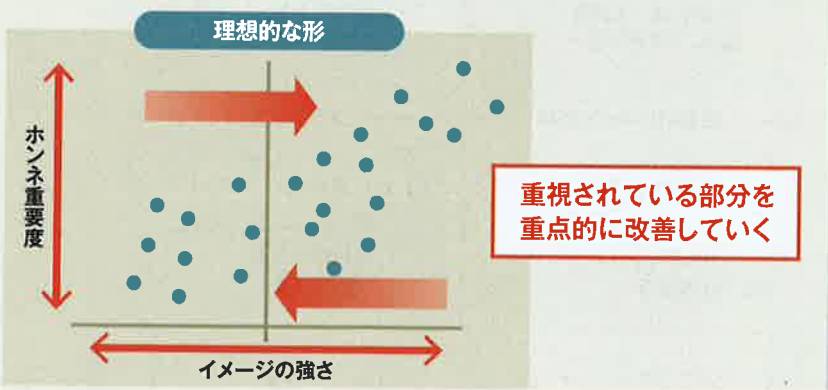 理想的な形
ホンネ重要度
重視されている部分を
重点的に改善していく
イメージの強さ